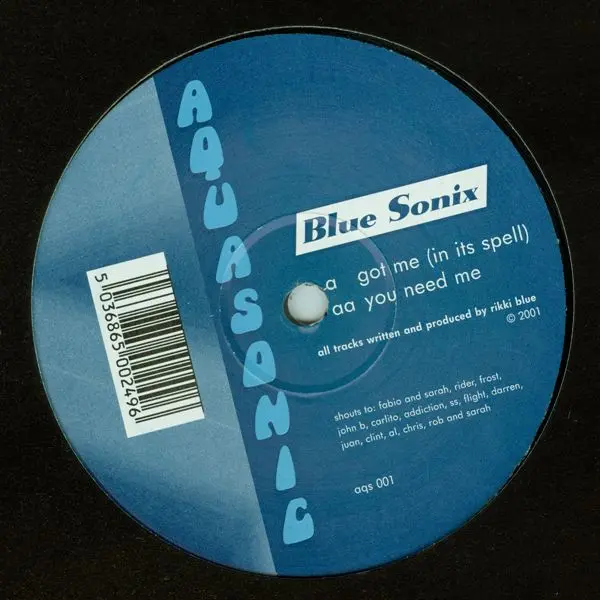 AQUASONIC
Blue Sonix
a got me (in its spell)
aa you need me
all tracks written and produced by rikki blue
© 2001
shouts to: fabio and sarah, rider, frost,
john b, carlito, addiction, ss, flight, darren,
juan, clint, al, chris, rob and sarah
aqs 001
5 036865 002496